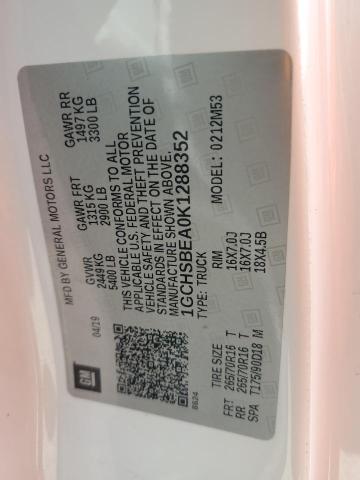 GM
MFD BY GENERAL MOTORS LLC
04/19
GVWR
2449 KG
5400 LB
GAWR FRT
1315 KG
2900 LB
GAWR RR
1497 KG
3300 LB
THIS VEHICLE CONFORMS TO ALL
APPLICABLE U.S. FEDERAL MOTOR
VEHICLE SAFETY AND THEFT PREVENTION
STANDARDS IN EFFECT ON THE DATE OF
MANUFACTURE SHOWN ABOVE.
1GCHSBEA0K1288352
TYPE: TRUCK
MODEL: 0212M53
8624
TIRE SIZE RIM
FRT 265/70R16 T 16X7.0J
RR 265/70R16 T 16X7.0J
SPA T175/90D18 M 18X4.5B